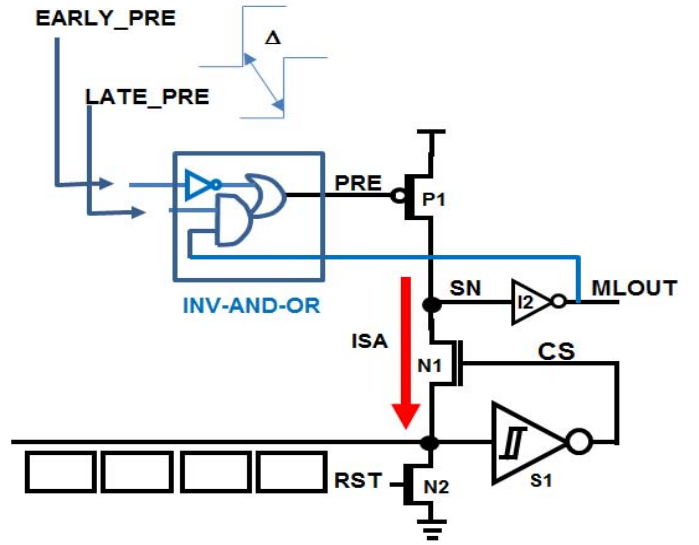 EARLY_PRE
Δ
LATE_PRE
PRE
P1
INV-AND-OR
SN
I2
MLOUT
ISA
N1
CS
RST
N2
S1